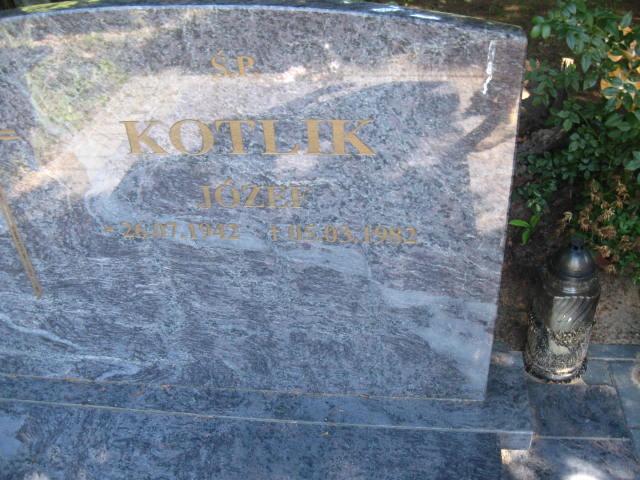 Ś.P.
KOTLIK
JÓZEF
* 26.07.1942 † 05.03.1982